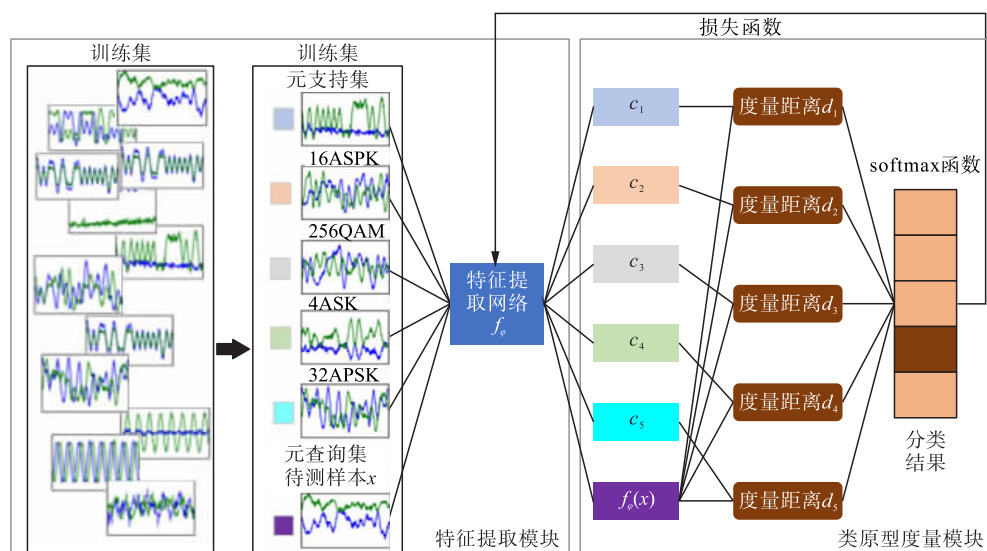 损失函数
训练集
训练集
元支持集
16ASPK
256QAM
4ASK
32APSK
元查询集
待测样本x
特征提
取网络
fφ
特征提取模块
c1
c2
c3
c4
c5
fφ(x)
度量距离d1
度量距离d2
度量距离d3
度量距离d4
度量距离d5
softmax函数
分类
结果
类原型度量模块